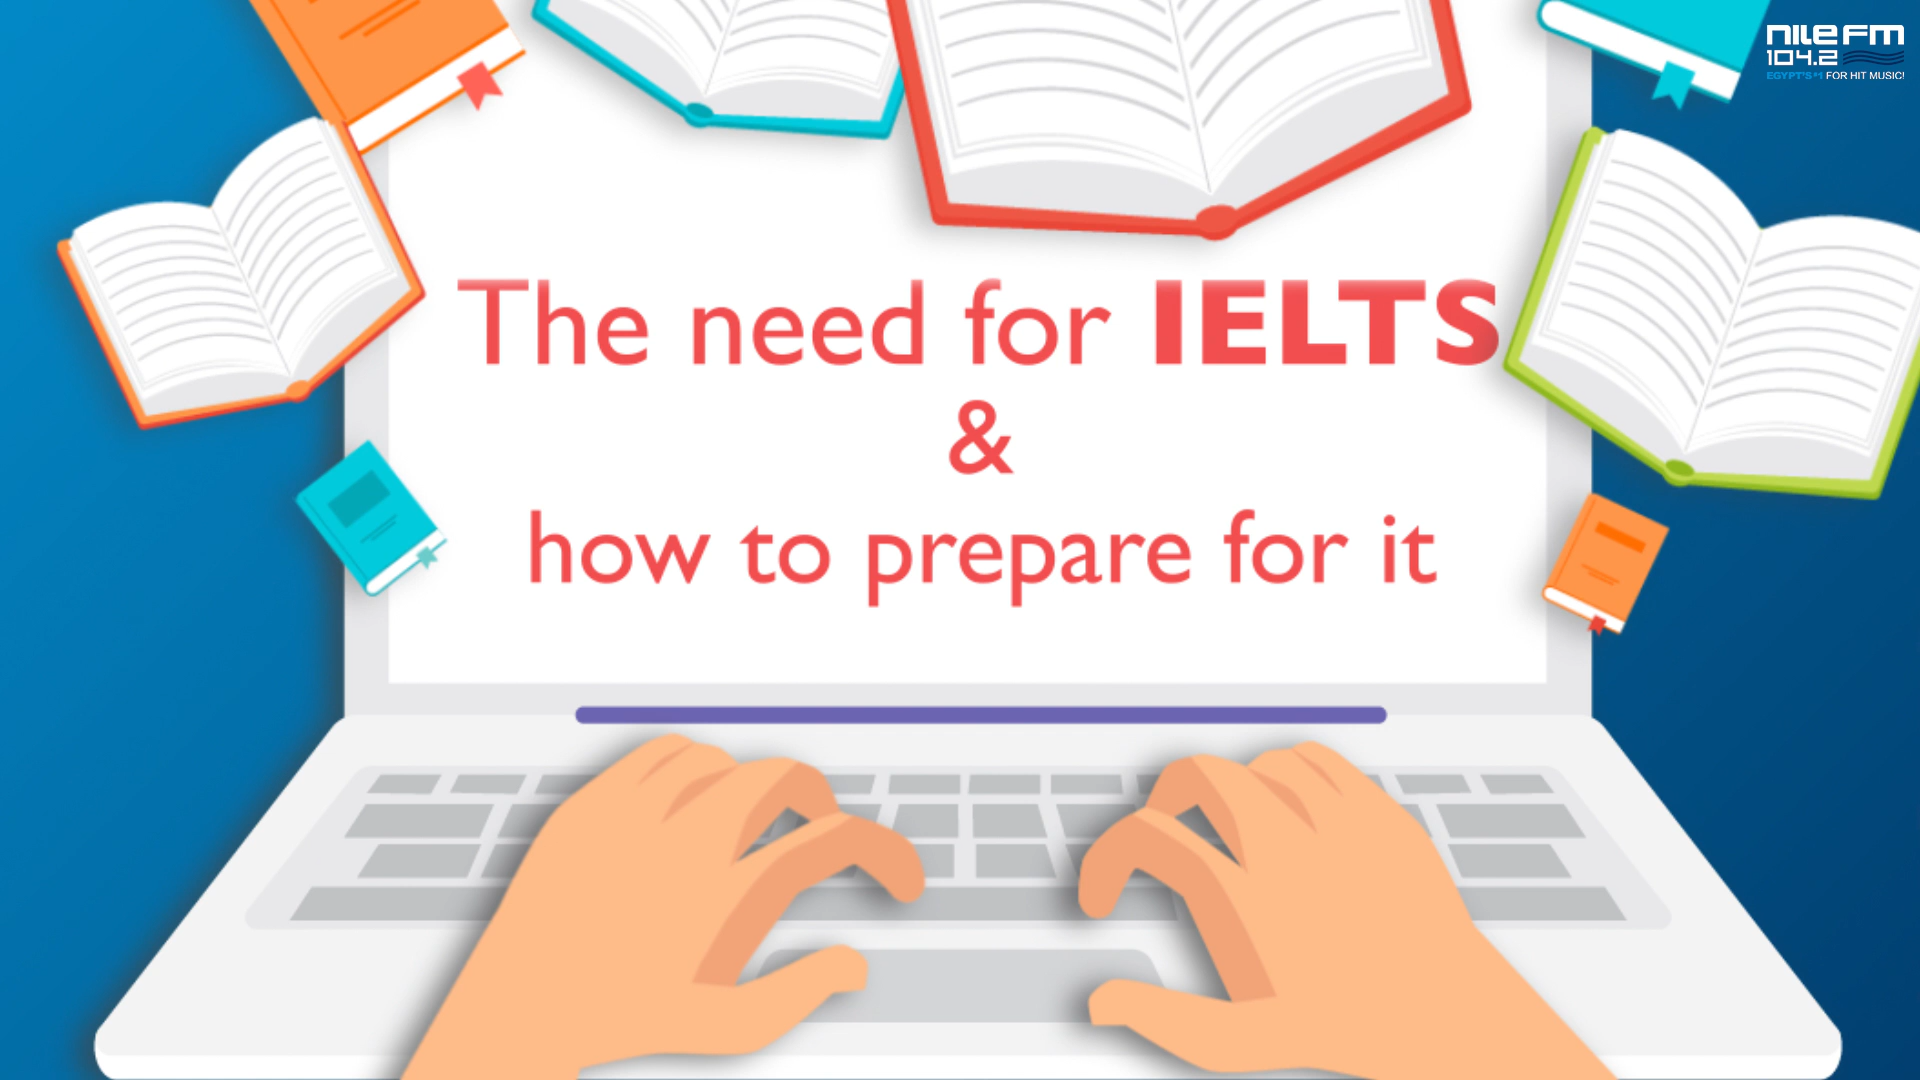 NILE FM
104.2
EGYPT'S #1 FOR HIT MUSIC!
The need for IELTS
&
how to prepare for it